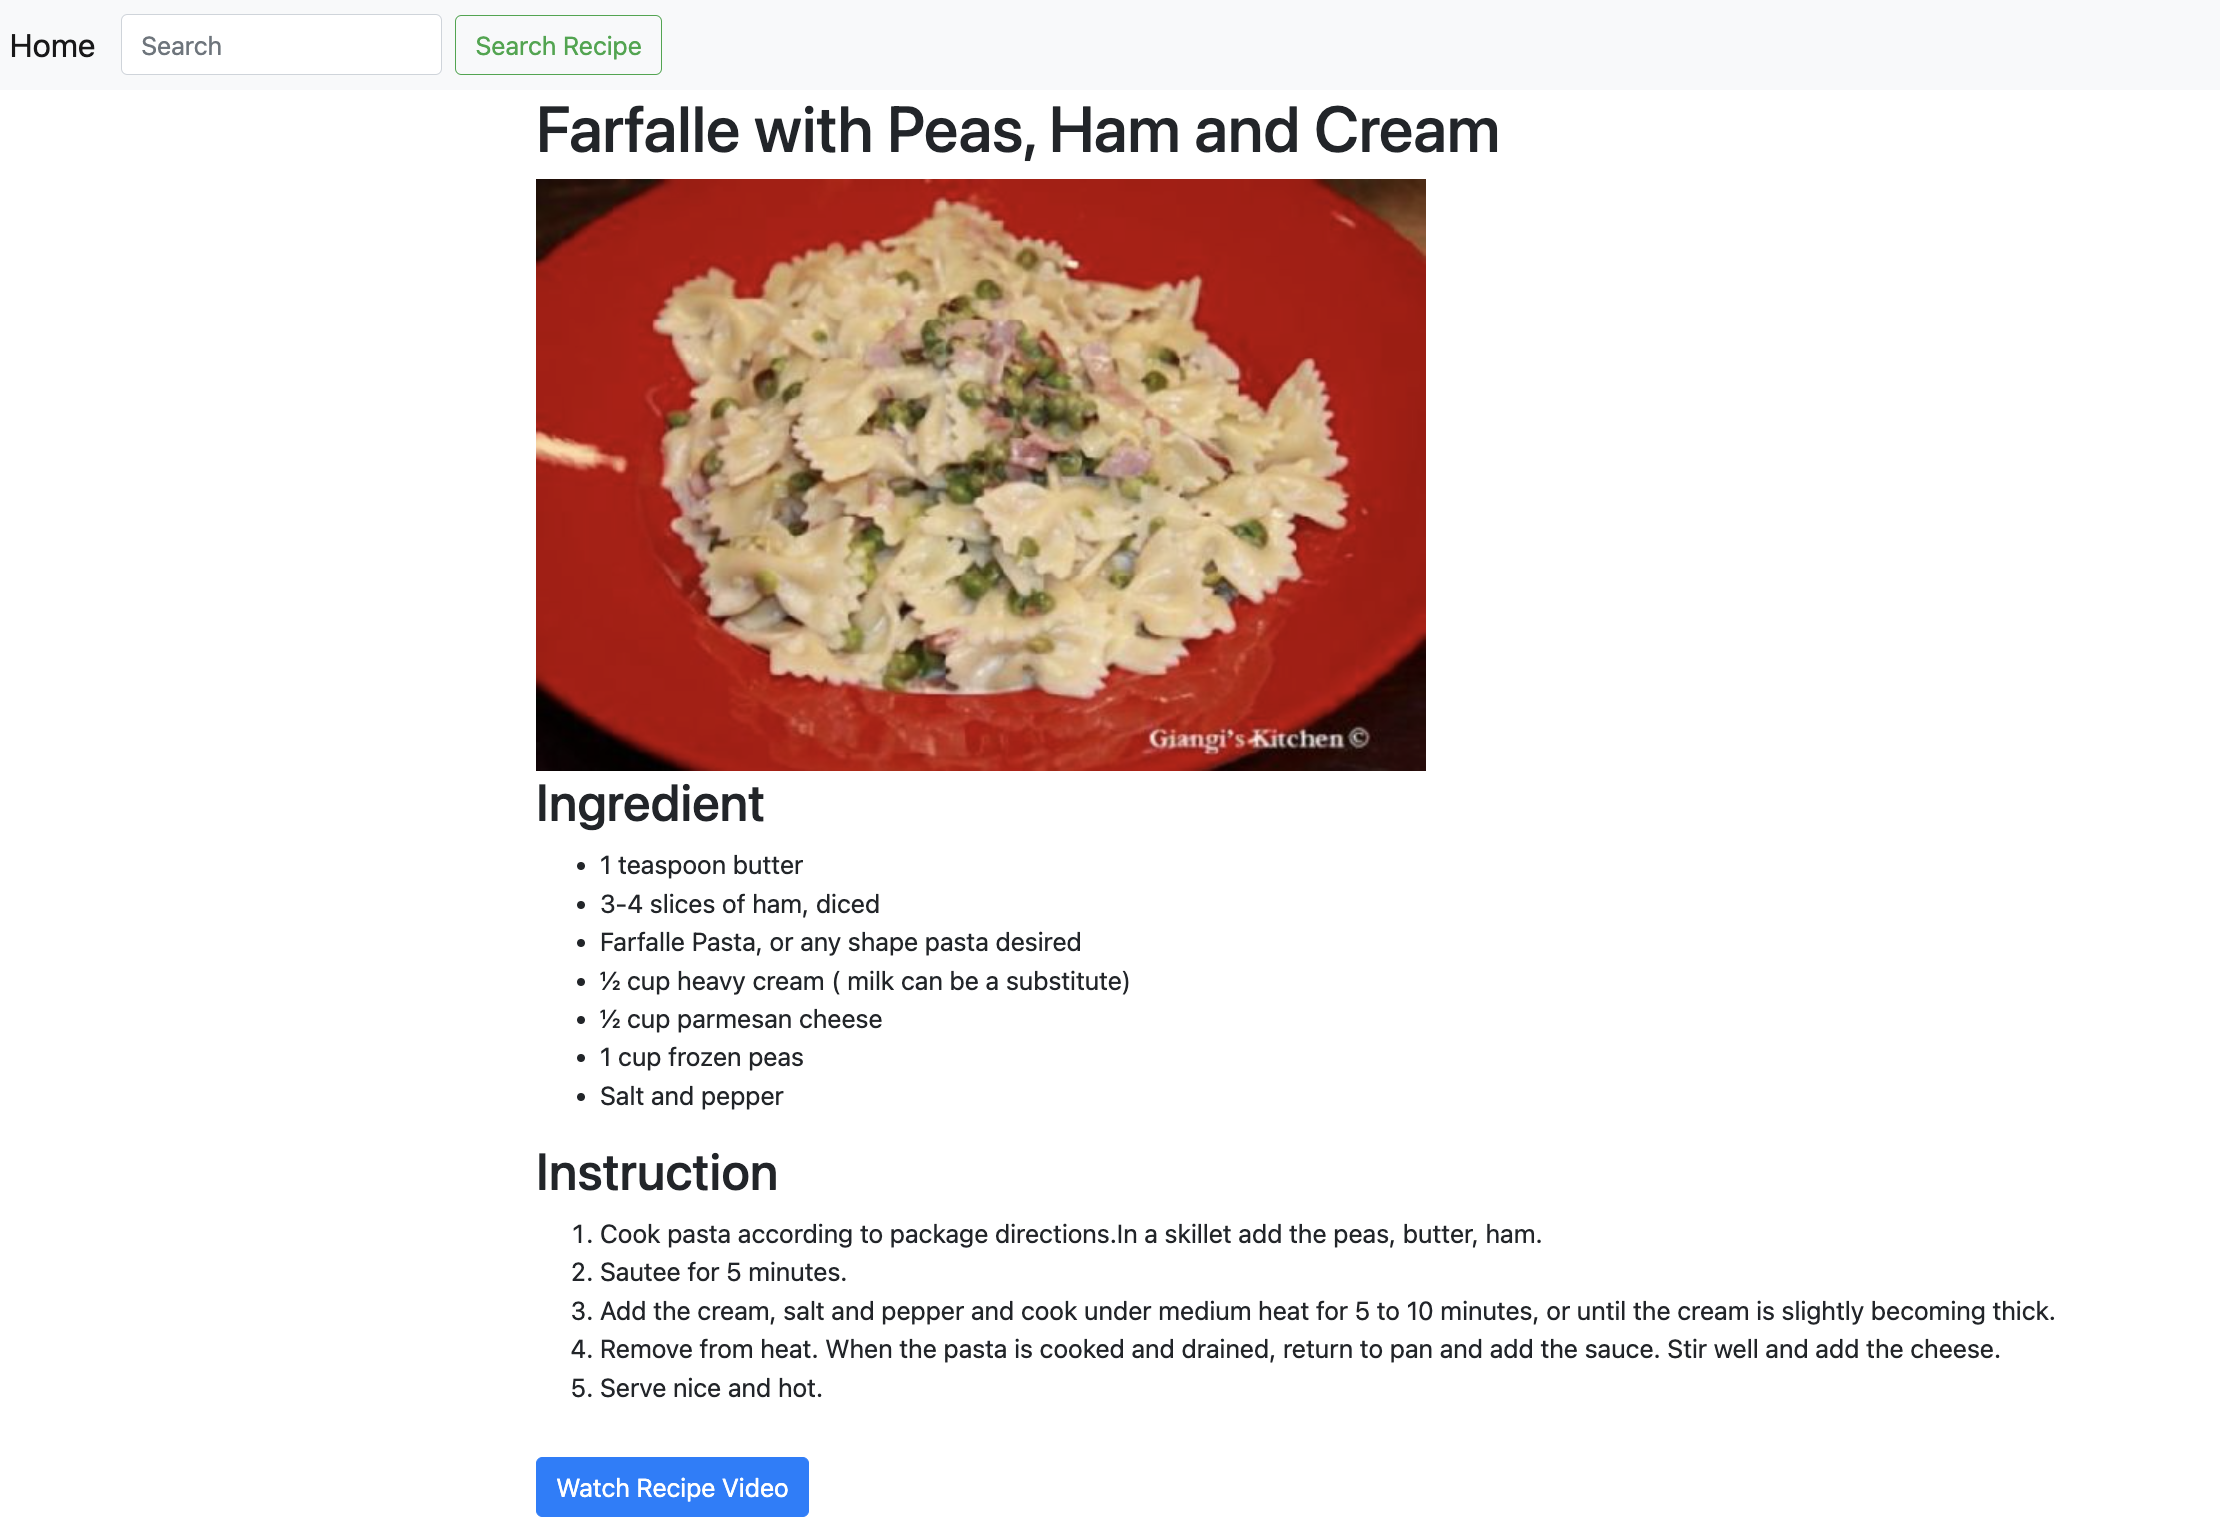 Home
Search
Search Recipe
Farfalle with Peas, Ham and Cream
Giangi's Kitchen ©
Ingredient
• 1 teaspoon butter
• 3-4 slices of ham, diced
• Farfalle Pasta, or any shape pasta desired
• ½ cup heavy cream ( milk can be a substitute)
• ½ cup parmesan cheese
• 1 cup frozen peas
• Salt and pepper
Instruction
1. Cook pasta according to package directions.In a skillet add the peas, butter, ham.
2. Sautee for 5 minutes.
3. Add the cream, salt and pepper and cook under medium heat for 5 to 10 minutes, or until the cream is slightly becoming thick.
4. Remove from heat. When the pasta is cooked and drained, return to pan and add the sauce. Stir well and add the cheese.
5. Serve nice and hot.
Watch Recipe Video